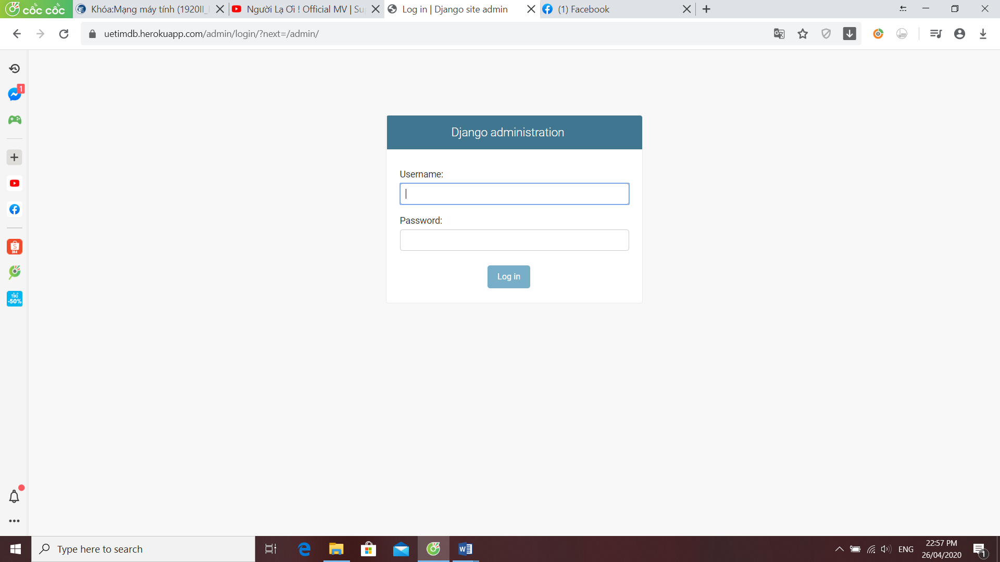 cốc cốc
Khóa:Mạng máy tính (1920II_
Người Lạ Ơi ! Official MV | Su
Log in | Django site admin
(1) Facebook
uetimdb.herokuapp.com/admin/login/?next=/admin/
1
Django administration
Username:
Password:
Log in
TIKI
-50%
Type here to search
ENG
22:57 PM
26/04/2020
1